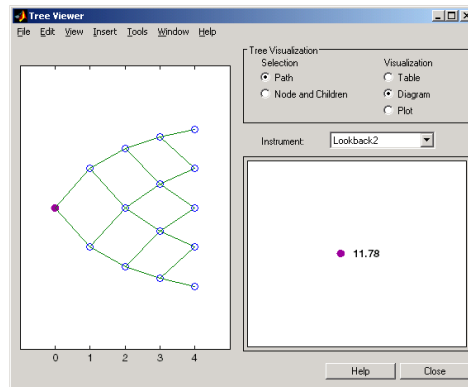 Tree Viewer
File Edit View Insert Tools Window Help
Tree Visualization
Selection
Path
Node and Children
Visualization
Table
Diagram
Plot
Instrument: Lookback2
11.78
0 1 2 3 4
Help Close